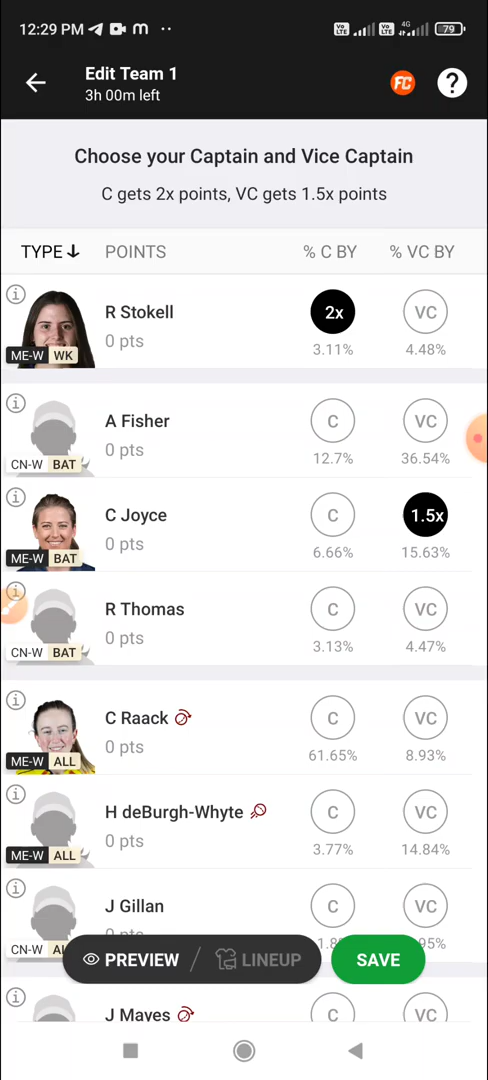 12:29 PM
4G
79
Edit Team 1
3h 00m left
FC
?
Choose your Captain and Vice Captain
C gets 2x points, VC gets 1.5x points
TYPE POINTS % C BY % VC BY
R Stokell
0 pts
2x
VC
ME-W WK
3.11% 4.48%
A Fisher
0 pts
C
VC
CN-W BAT
12.7% 36.54%
C Joyce
0 pts
C
1.5x
ME-W BAT
6.66% 15.63%
R Thomas
0 pts
C
VC
CN-W BAT
3.13% 4.47%
C Raack
0 pts
C
VC
ME-W ALL
61.65% 8.93%
H deBurgh-Whyte
0 pts
C
VC
ME-W ALL
3.77% 14.84%
J Gillan
C
VC
CN-W
PREVIEW LINEUP SAVE
J Mayes
C
VC